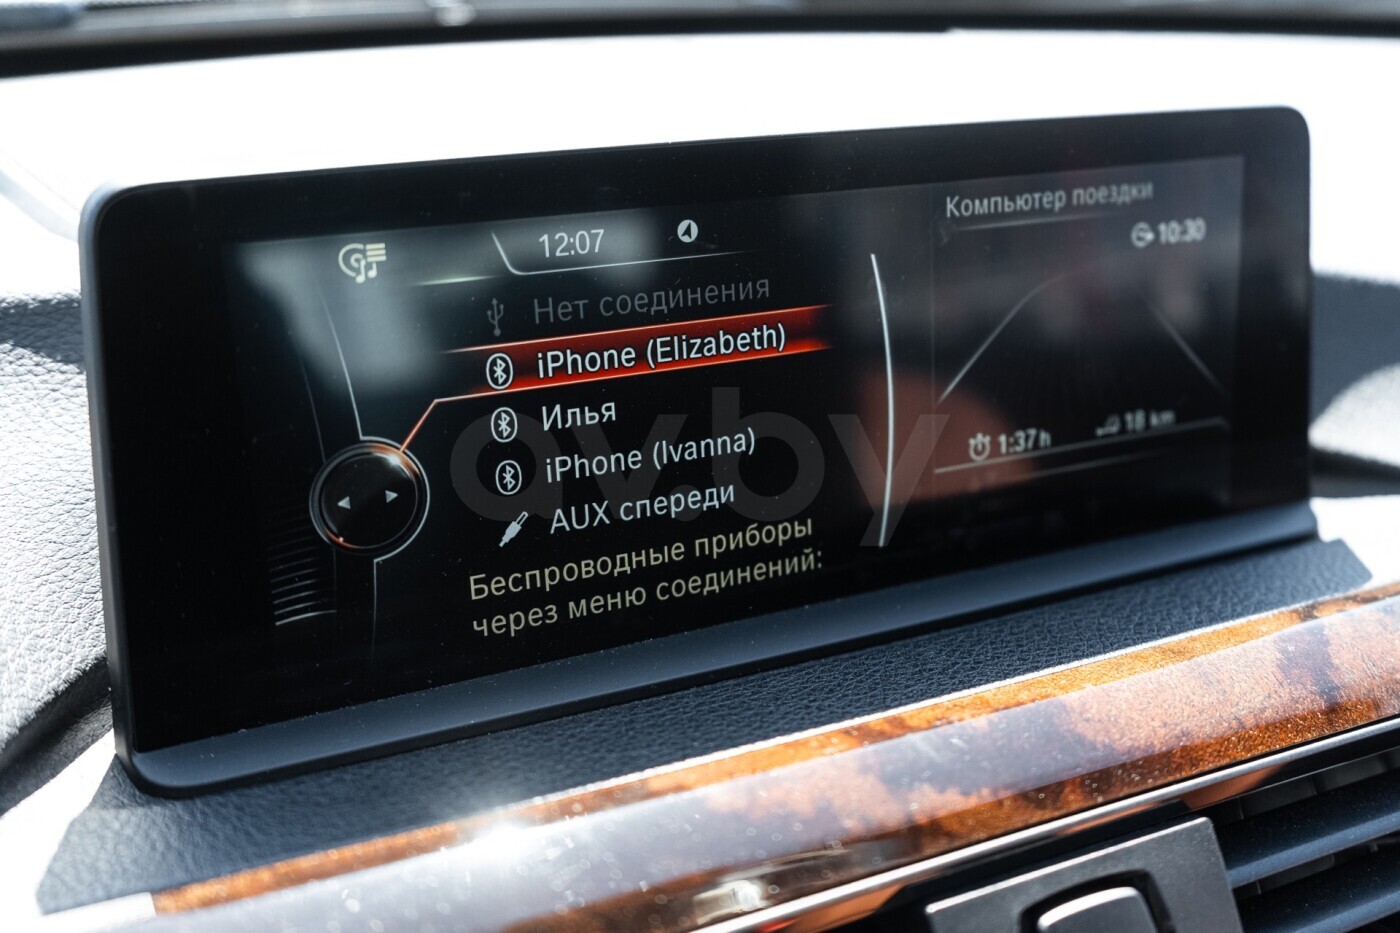 12:07
Нет соединения
iPhone (Elizabeth)
Илья
iPhone (Ivanna)
AUX спереди
Беспроводные приборы
через меню соединений:
Компьютер поездки
10:30
1:37h
18 km
av.by